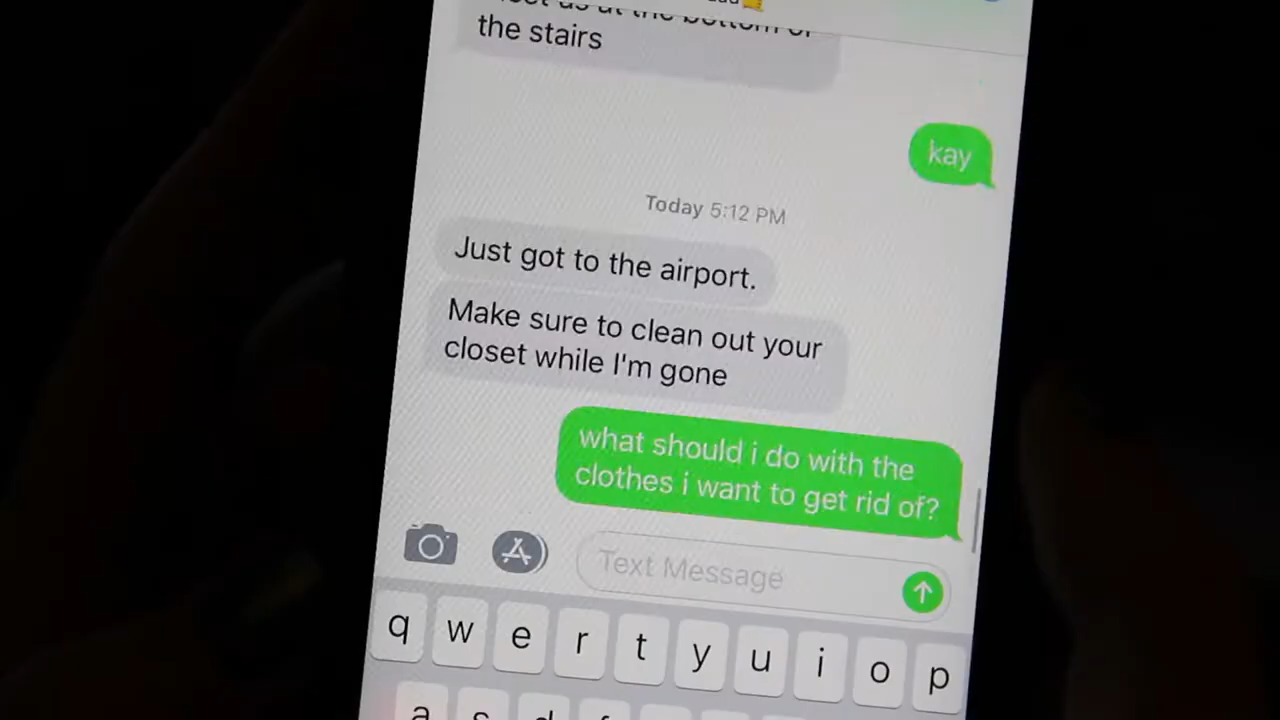 the stairs
kay
Today 5:12 PM
Just got to the airport.
Make sure to clean out your
closet while I'm gone
what should i do with the
clothes i want to get rid of?
Text Message
q w e r t y u i o p
a s d f